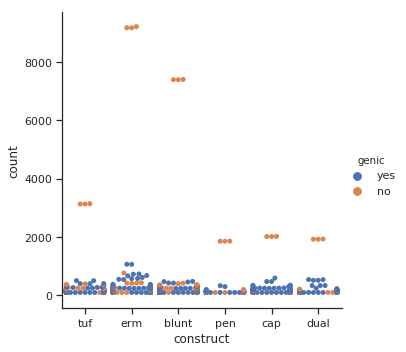 8000
6000
4000
2000
0
count
tuf erm blunt pen cap dual
construct
genic
yes
no